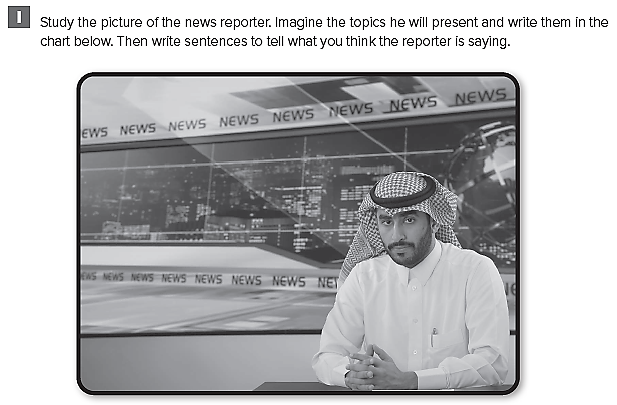 I
Study the picture of the news reporter. Imagine the topics he will present and write them in the
chart below. Then write sentences to tell what you think the reporter is saying.
EWS NEWS NEWS NEWS NEWS NEWS NEWS NEWS
EWS NEWS NEWS NEWS NEWS NEWS NEW